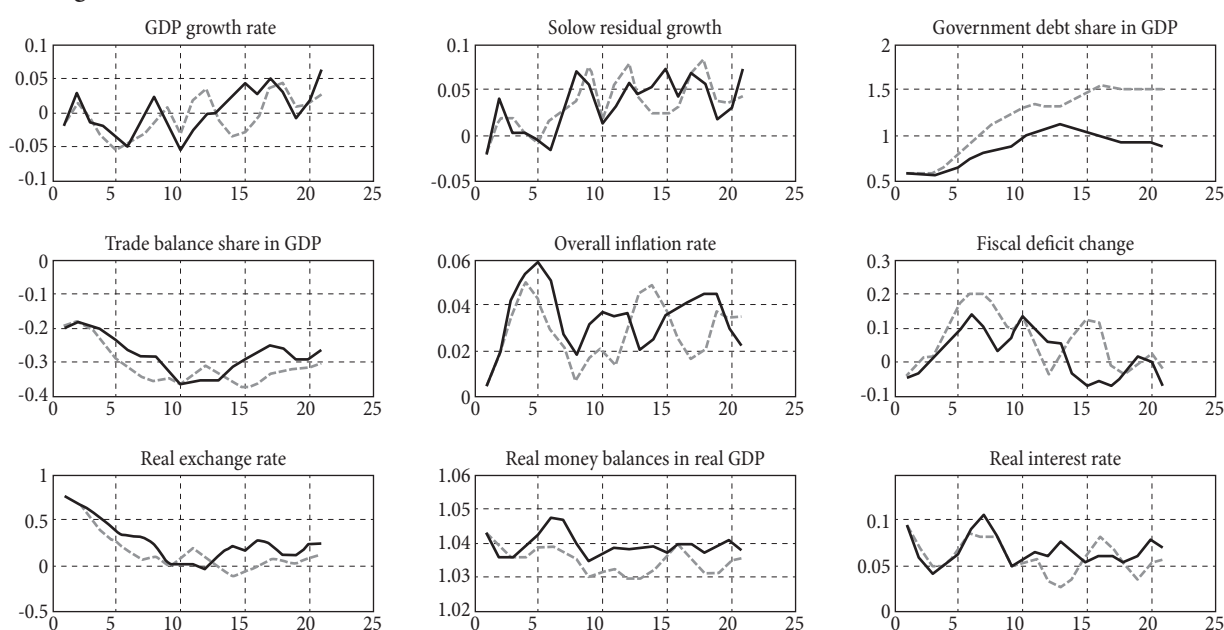 GDP growth rate
0.1
0.05
0
-0.05
-0.1
0 5 10 15 20 25
Solow residual growth
0.1
0.05
0
-0.05
0 5 10 15 20 25
Government debt share in GDP
2
1.5
1
0.5
0 5 10 15 20 25
Trade balance share in GDP
0
-0.1
-0.2
-0.3
-0.4
0 5 10 15 20 25
Overall inflation rate
0.06
0.04
0.02
0
0 5 10 15 20 25
Fiscal deficit change
0.3
0.2
0.1
0
-0.1
0 5 10 15 20 25
Real exchange rate
1
0.5
0
-0.5
0 5 10 15 20 25
Real money balances in real GDP
1.06
1.05
1.04
1.03
1.02
0 5 10 15 20 25
Real interest rate
0.1
0.05
0
0 5 10 15 20 25